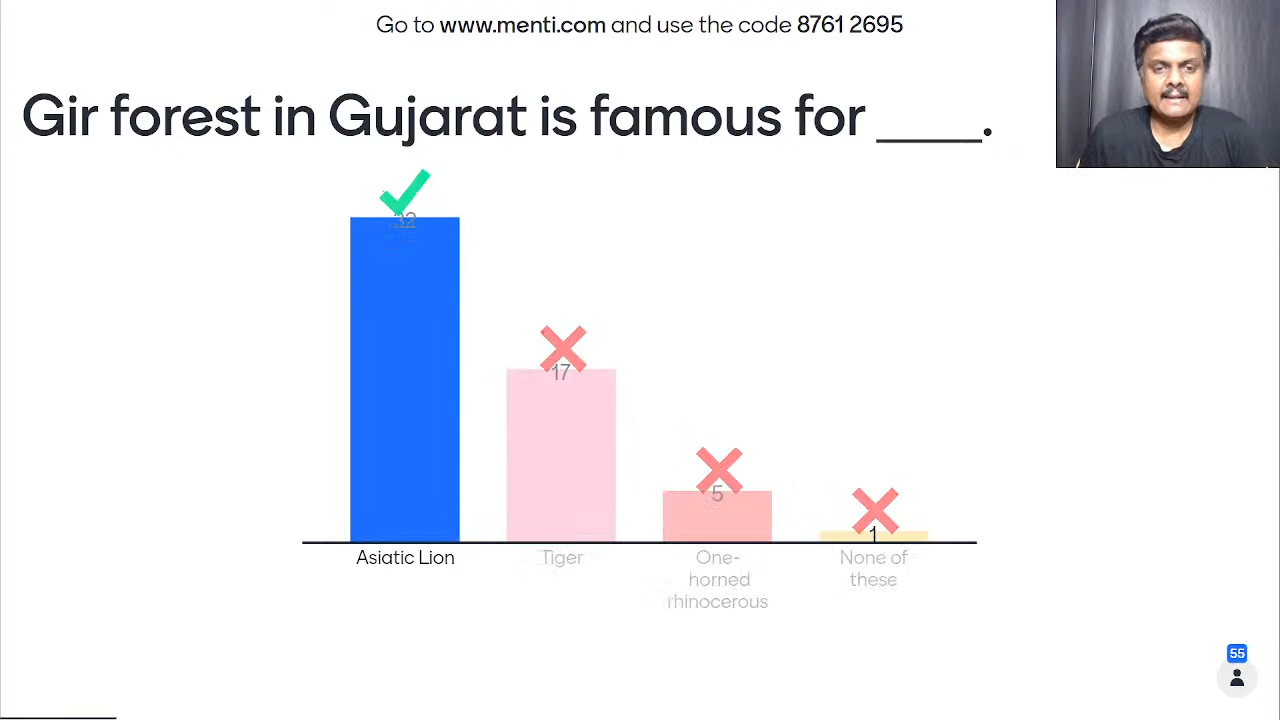 Go to www.menti.com and use the code 8761 2695
Gir forest in Gujarat is famous for ____.
32
17
5
1
Asiatic Lion
Tiger
One-
horned
rhinocerous
None of
these
55